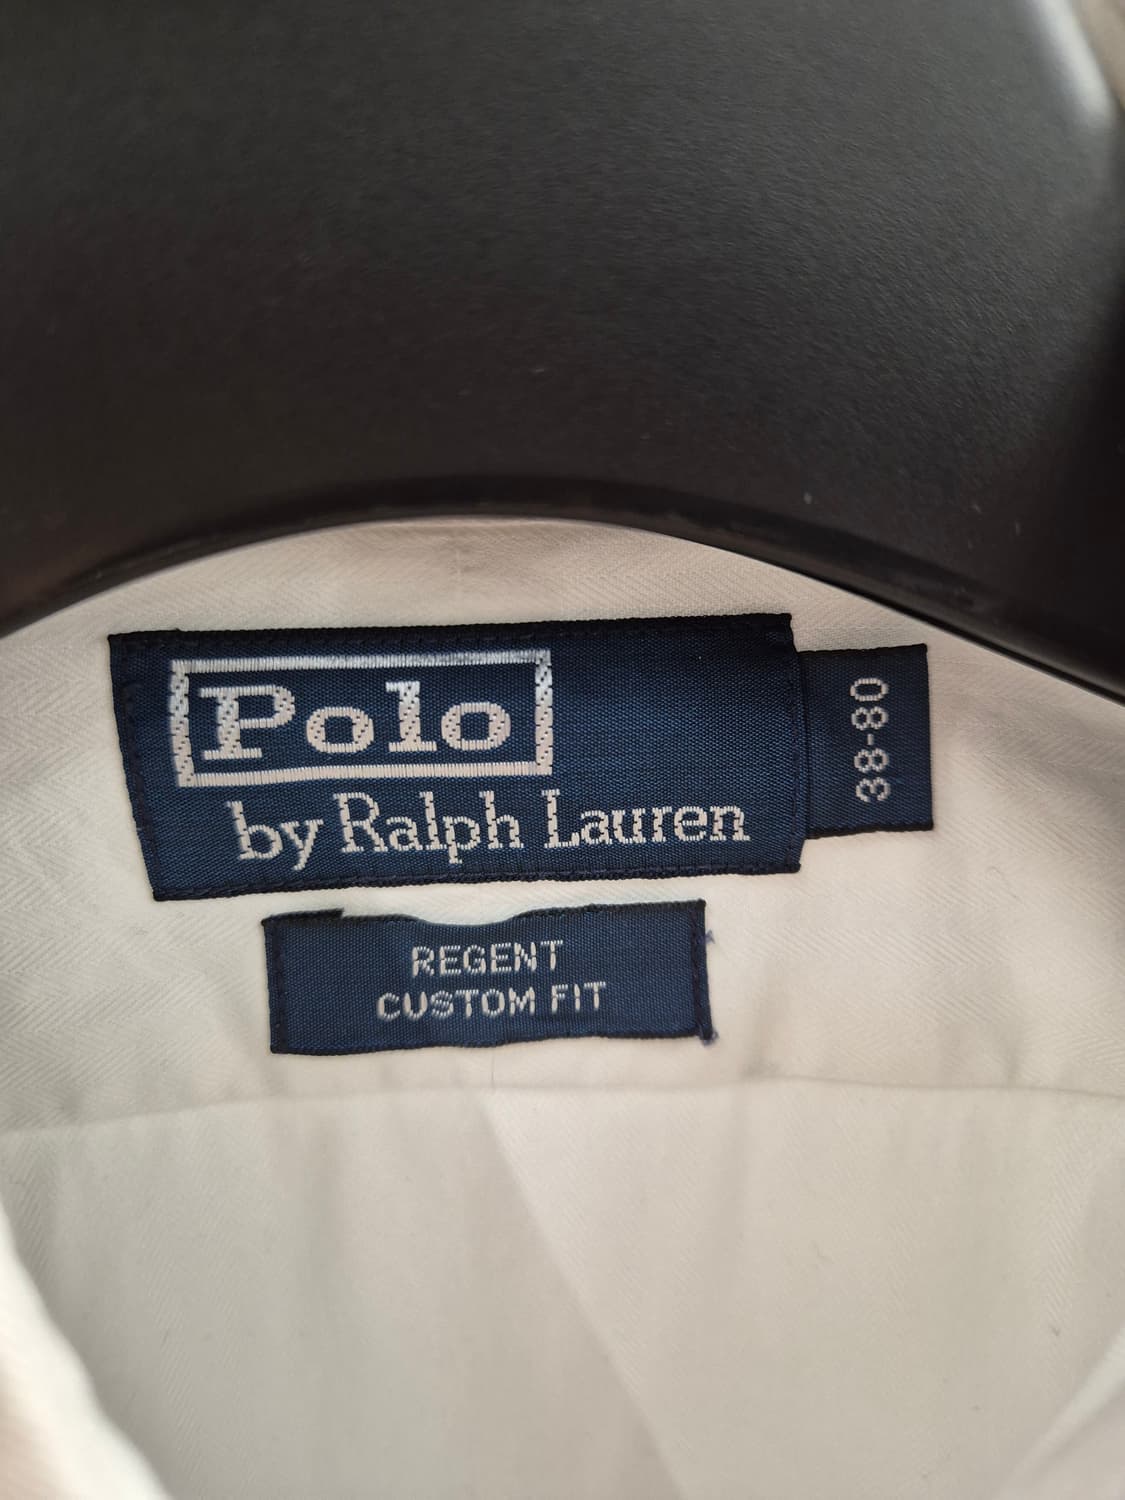 Polo
by Ralph Lauren
38-80
REGENT
CUSTOM FIT